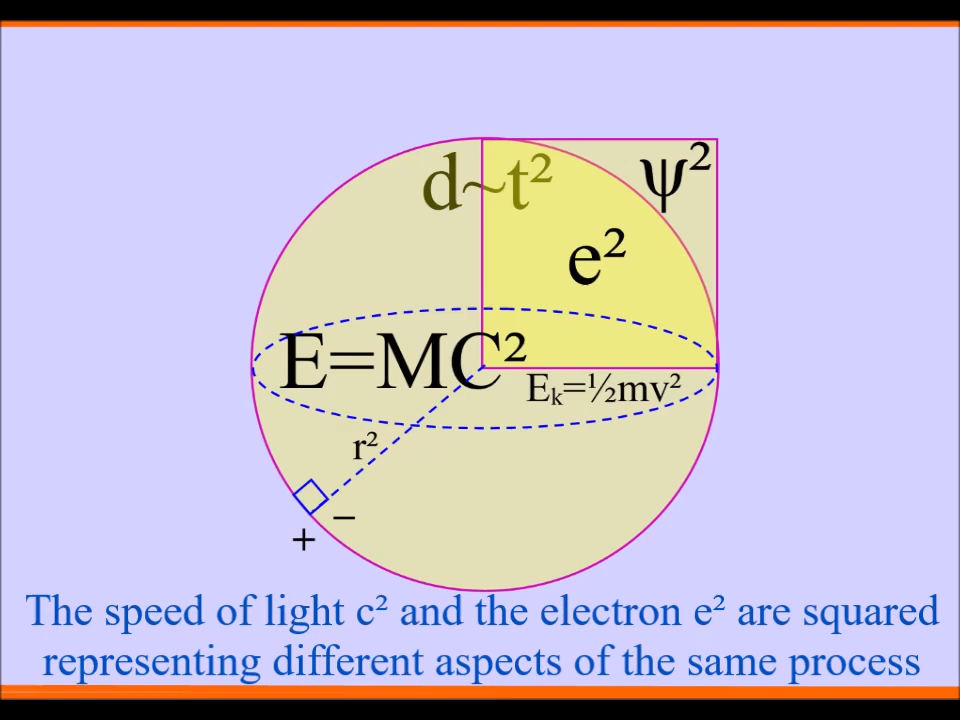 d~t²
ψ²
e²
E=MC²
Eₖ=½mv²
r²
−
+
The speed of light c² and the electron e² are squared
representing different aspects of the same process